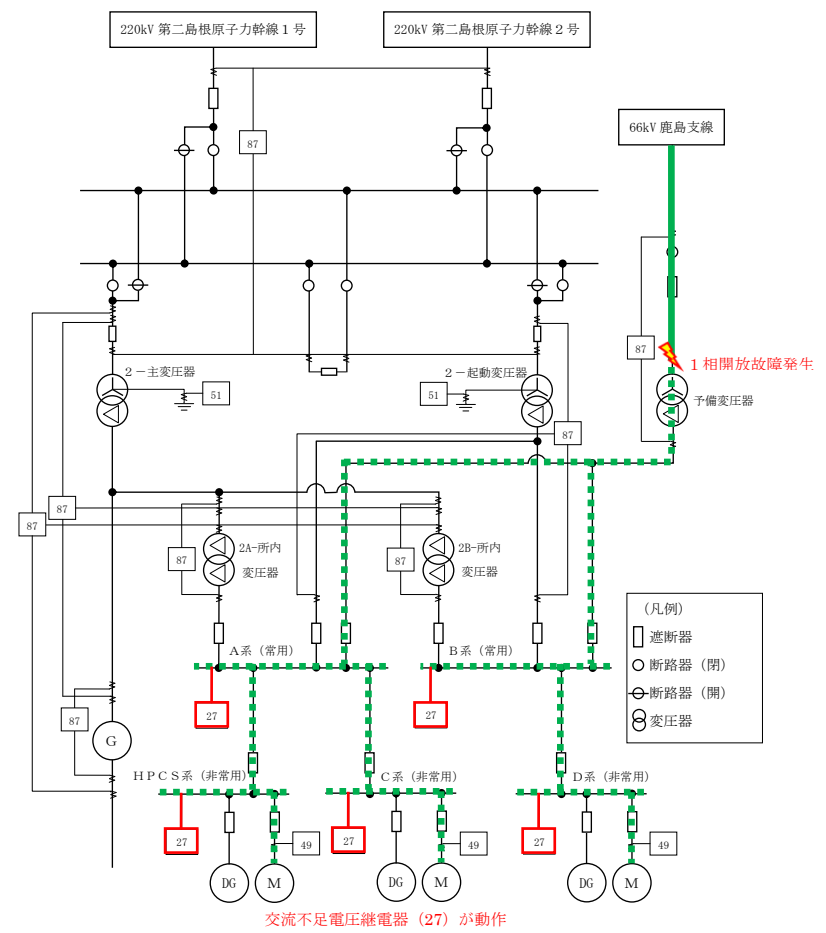 220kV 第二島根原子力幹線1号
220kV 第二島根原子力幹線2号
66kV 鹿島支線
87
87
1相開放故障発生
2-主変圧器
51
2-起動変圧器
51
予備変圧器
87
87
87
87
2A-所内
変圧器
87
2B-所内
変圧器
(凡例)
遮断器
断路器(閉)
断路器(開)
変圧器
A系(常用)
B系(常用)
27
27
87
G
HPCS系(非常用)
C系(非常用)
D系(非常用)
27
49
27
49
27
49
DG
M
DG
M
DG
M
交流不足電圧継電器(27)が動作